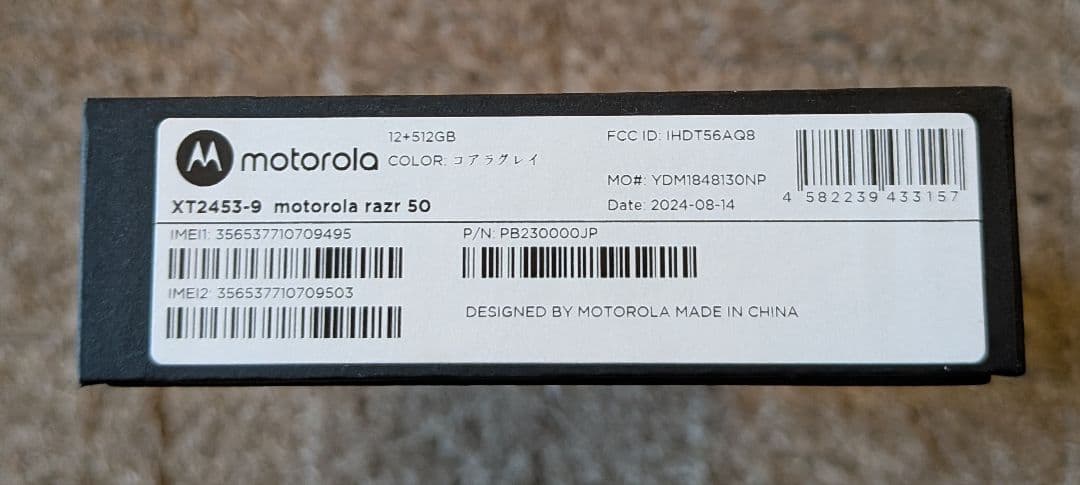 motorola
12+512GB
COLOR: コアラグレイ
XT2453-9 motorola razr 50
FCC ID: IHDT56AQ8
MO#: YDM1848130NP
Date: 2024-08-14
4 582239 433157
IMEI1: 356537710709495
IMEI2: 356537710709503
P/N: PB230000JP
DESIGNED BY MOTOROLA MADE IN CHINA